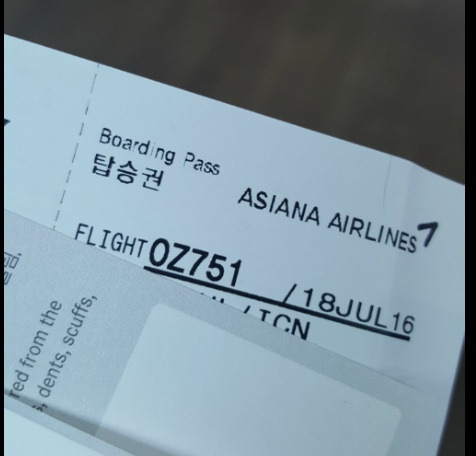 Boarding Pass
탑승권
ASIANA AIRLINES
FLIGHT OZ751 /18JUL16
/ICN
red from the
dents, scuffs,